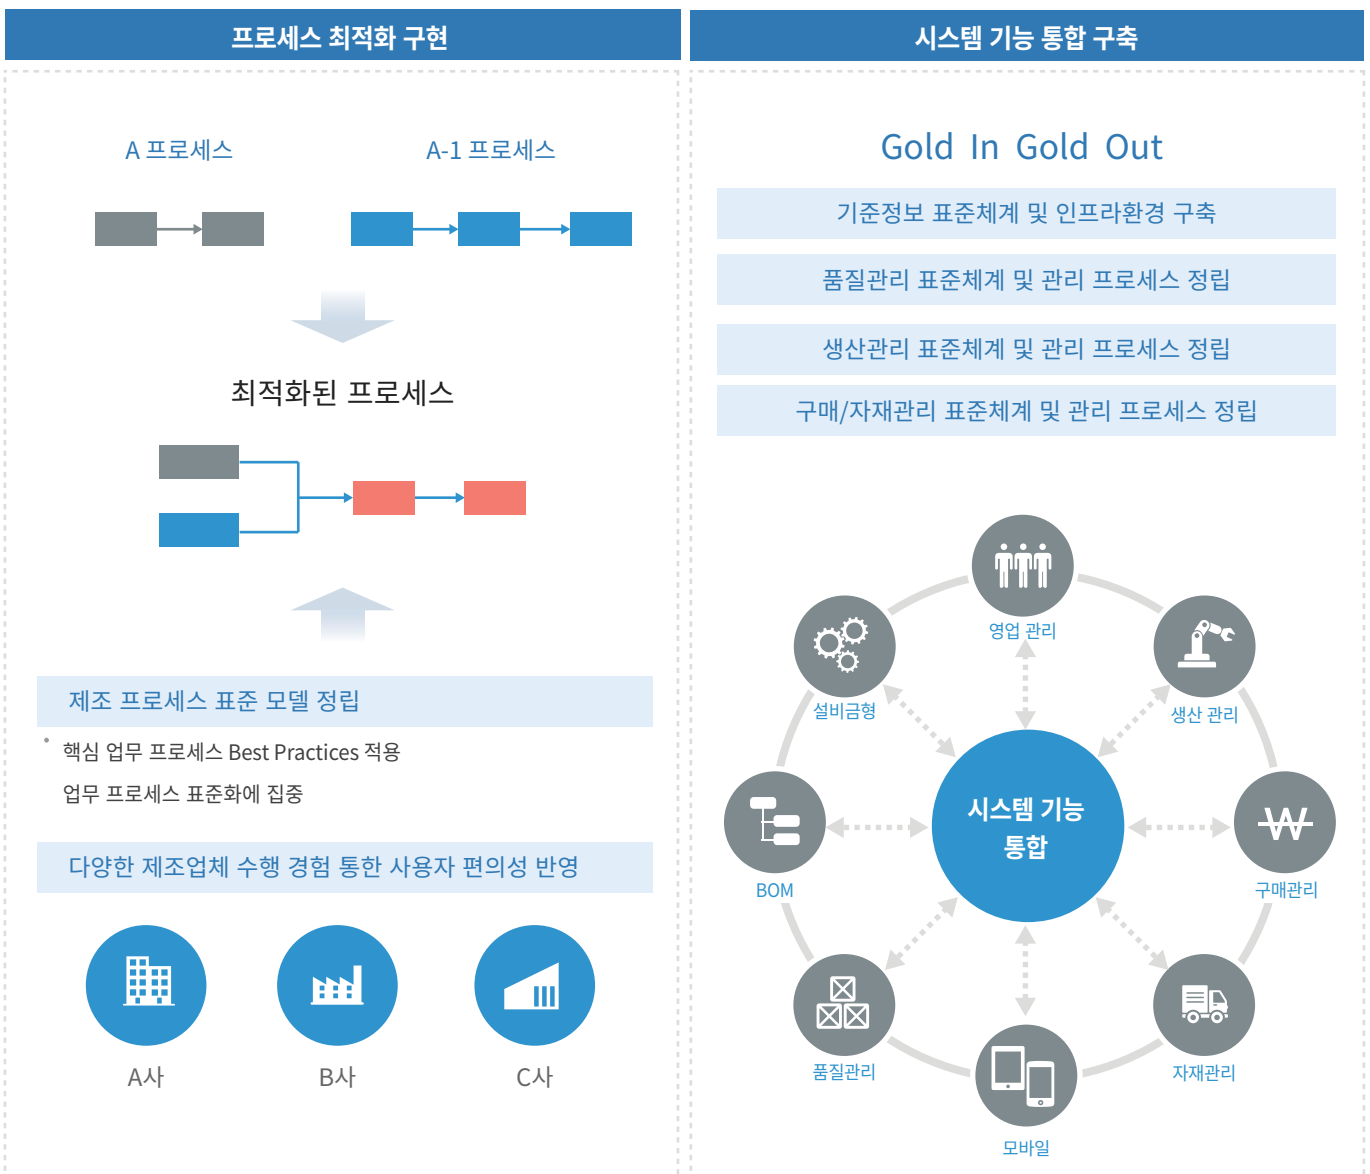 프로세스 최적화 구현
A 프로세스
A-1 프로세스
최적화된 프로세스
제조 프로세스 표준 모델 정립
• 핵심 업무 프로세스 Best Practices 적용
업무 프로세스 표준화에 집중
다양한 제조업체 수행 경험 통한 사용자 편의성 반영
A사
B사
C사
시스템 기능 통합 구축
Gold In Gold Out
기준정보 표준체계 및 인프라환경 구축
품질관리 표준체계 및 관리 프로세스 정립
생산관리 표준체계 및 관리 프로세스 정립
구매/자재관리 표준체계 및 관리 프로세스 정립
영업 관리
설비금형
생산 관리
시스템 기능
통합
BOM
구매관리
품질관리
자재관리
모바일